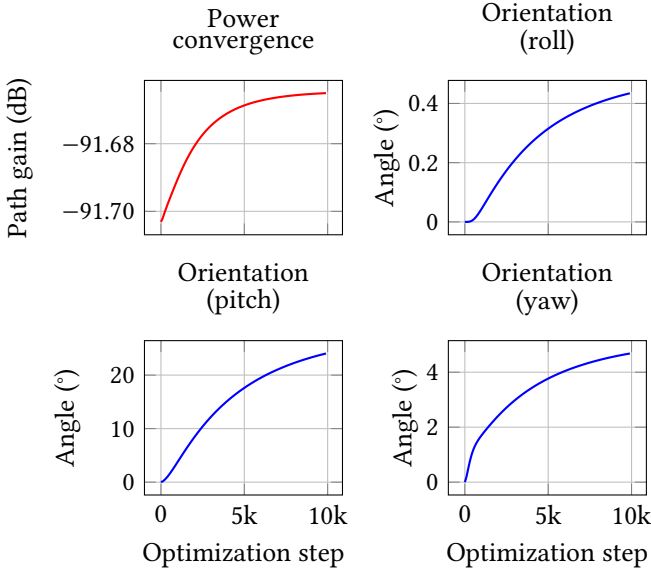 Power
convergence
Path gain (dB)
−91.68
−91.70
Orientation
(roll)
Angle (°)
0.4
0.2
0
Orientation
(pitch)
Angle (°)
20
10
0
0 5k 10k
Optimization step
Orientation
(yaw)
Angle (°)
4
2
0
0 5k 10k
Optimization step